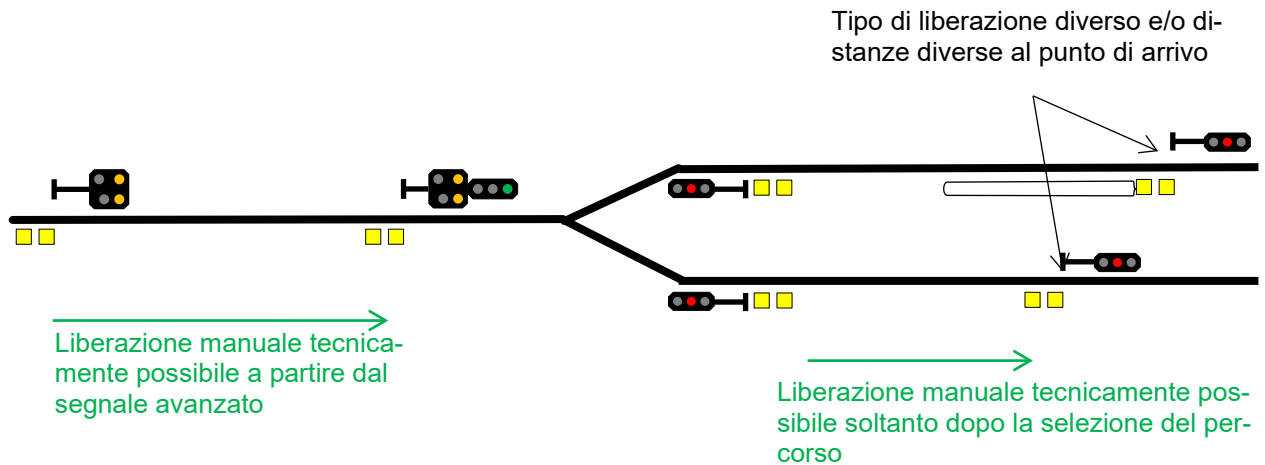 Tipo di liberazione diverso e/o di-
stanze diverse al punto di arrivo
Liberazione manuale tecnica-
mente possibile a partire dal
segnale avanzato
Liberazione manuale tecnicamente pos-
sibile soltanto dopo la selezione del per-
corso